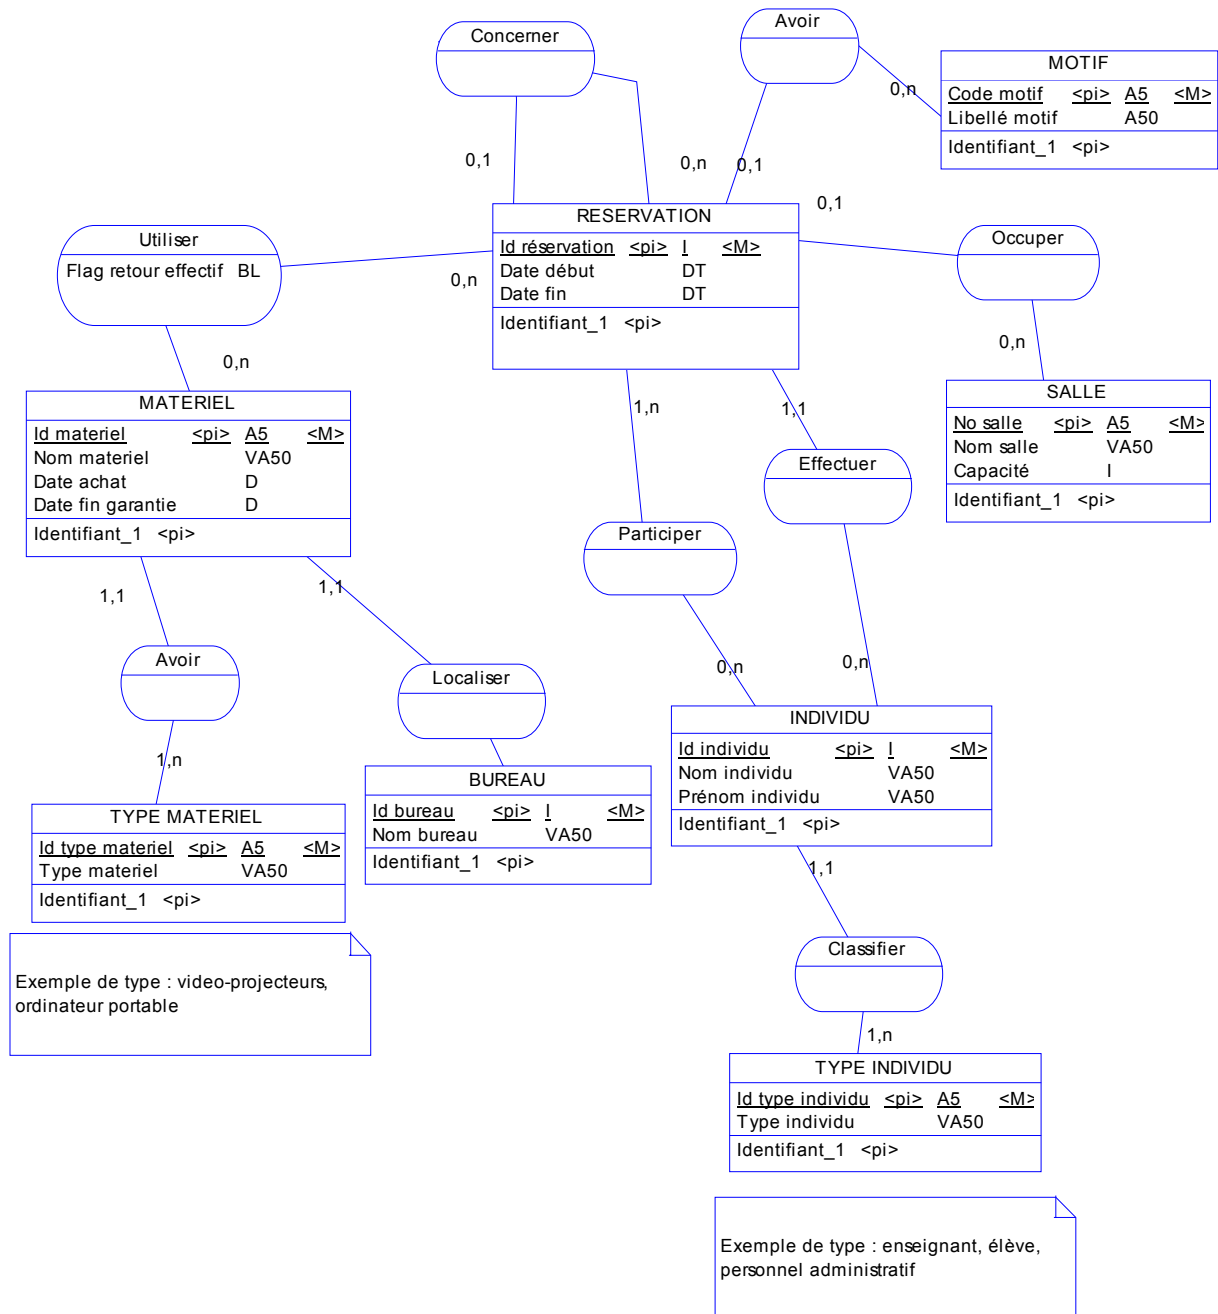 Concerner
Avoir
MOTIF
Code motif <pi> A5 <M>
Libellé motif A50
Identifiant_1 <pi>
0,n
0,1
0,n
0,1
0,1
RESERVATION
Id réservation <pi> I <M>
Date début DT
Date fin DT
Identifiant_1 <pi>
Utiliser
Flag retour effectif BL
0,n
Occuper
0,n
0,n
MATERIEL
Id materiel <pi> A5 <M>
Nom materiel VA50
Date achat D
Date fin garantie D
Identifiant_1 <pi>
SALLE
No salle <pi> A5 <M>
Nom salle VA50
Capacité I
Identifiant_1 <pi>
1,n
1,1
Effectuer
Participer
1,1
1,1
Avoir
Localiser
0,n
0,n
1,n
INDIVIDU
Id individu <pi> I <M>
Nom individu VA50
Prénom individu VA50
Identifiant_1 <pi>
BUREAU
Id bureau <pi> I <M>
Nom bureau VA50
Identifiant_1 <pi>
TYPE MATERIEL
Id type materiel <pi> A5 <M>
Type materiel VA50
Identifiant_1 <pi>
Exemple de type : video-projecteurs,
ordinateur portable
1,1
Classifier
1,n
TYPE INDIVIDU
Id type individu <pi> A5 <M>
Type individu VA50
Identifiant_1 <pi>
Exemple de type : enseignant, élève,
personnel administratif